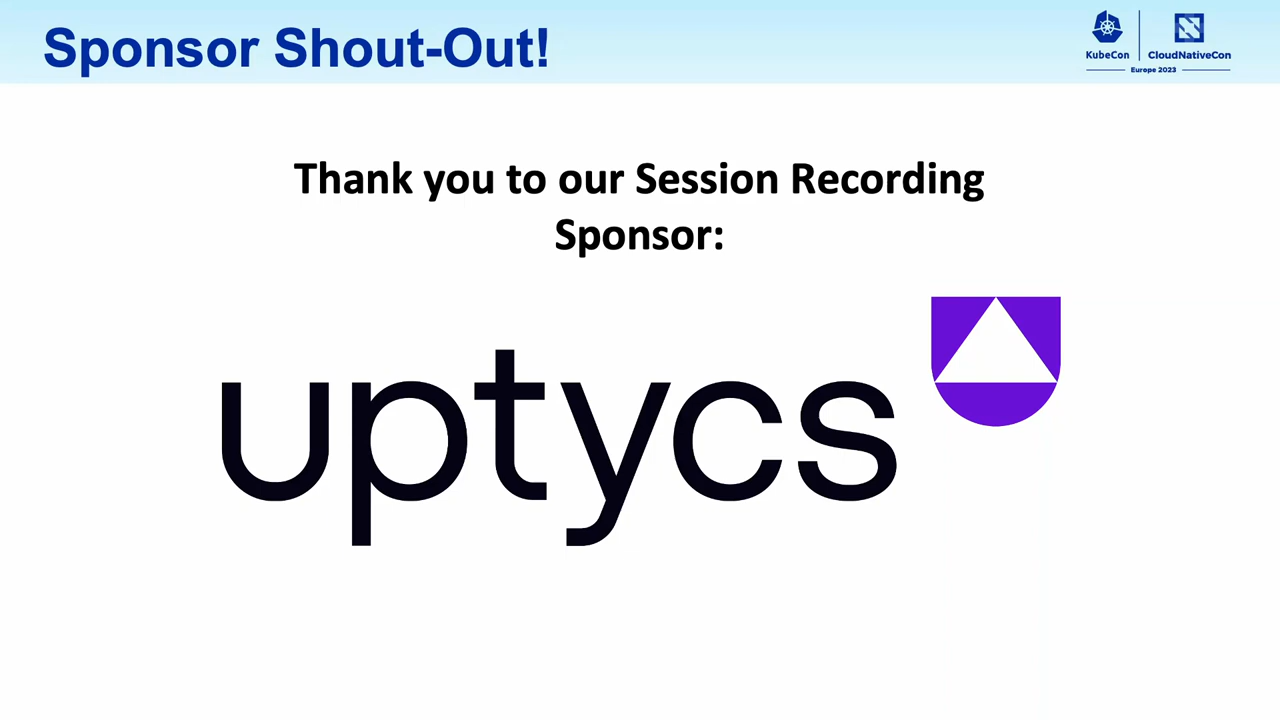 Sponsor Shout-Out!
KubeCon
CloudNativeCon
Europe 2023
Thank you to our Session Recording
Sponsor:
uptycs